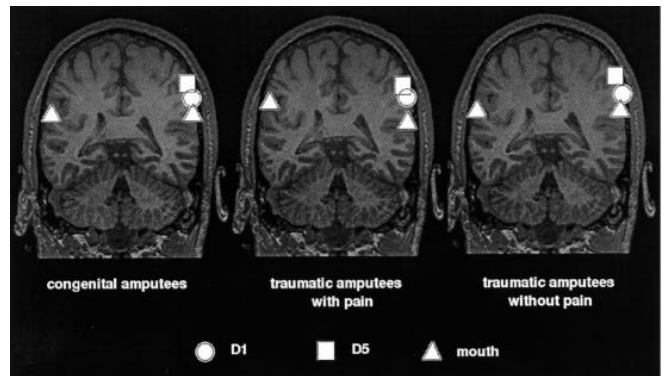 congenital amputees
traumatic amputees
with pain
traumatic amputees
without pain
D1
D5
mouth